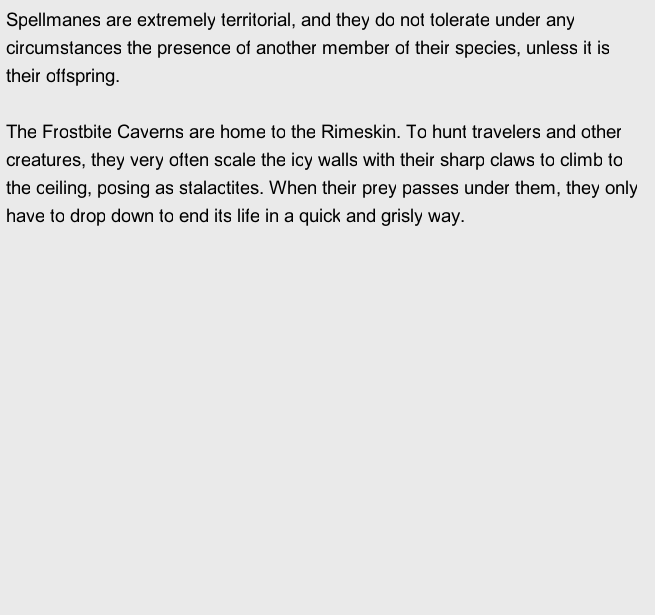 Spellmanes are extremely territorial, and they do not tolerate under any
circumstances the presence of another member of their species, unless it is
their offspring.
The Frostbite Caverns are home to the Rimeskin. To hunt travelers and other
creatures, they very often scale the icy walls with their sharp claws to climb to
the ceiling, posing as stalactites. When their prey passes under them, they only
have to drop down to end its life in a quick and grisly way.